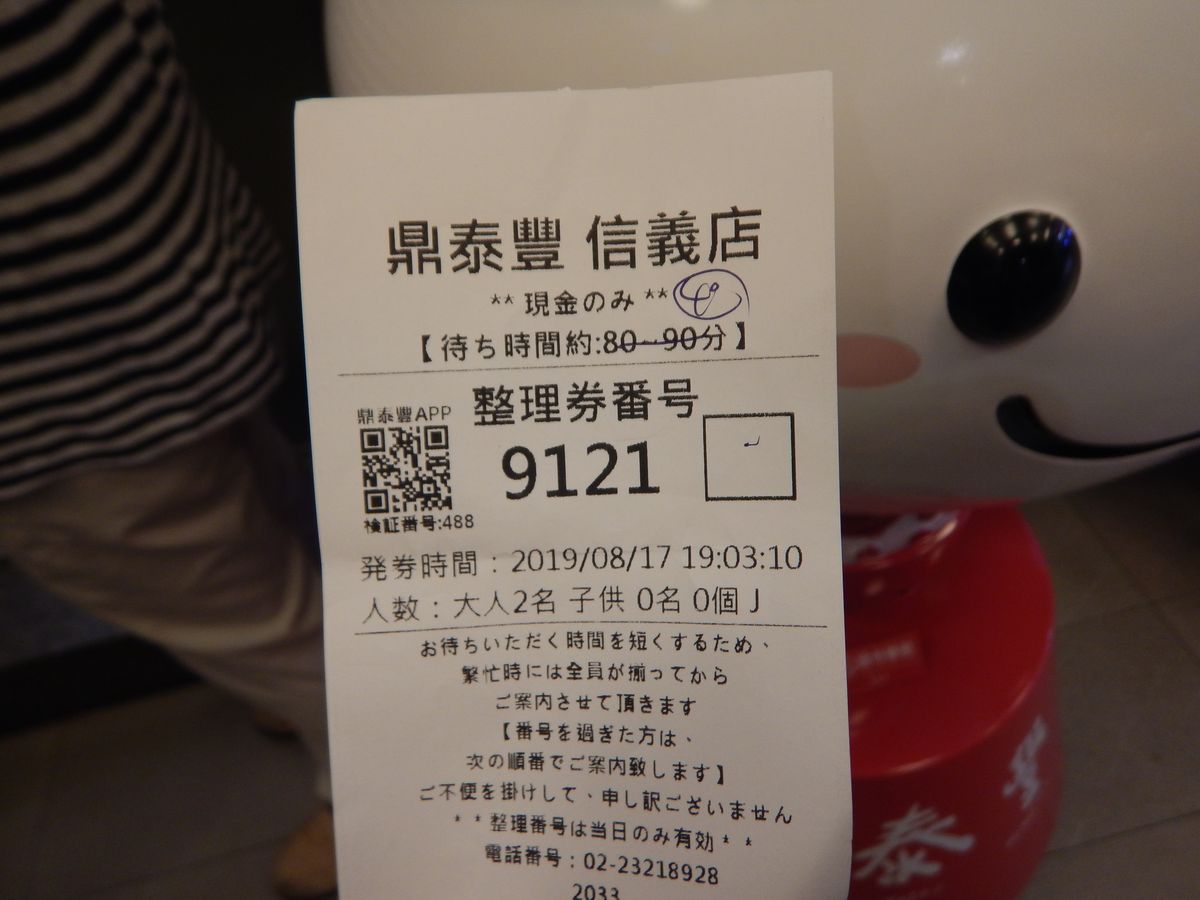 鼎泰豐 信義店
** 現金のみ **
【待ち時間約:80~90分】
整理券番号
鼎泰豐APP
9121
検証番号:488
発券時間：2019/08/17 19:03:10
人数：大人2名 子供 0名 0個 J
お待ちいただく時間を短くするため、
繁忙時には全員が揃ってから
ご案内させて頂きます
【番号を過ぎた方は、
次の順番でご案内致します】
ご不便を掛けして、申し訳ございません
* * 整理番号は当日のみ有効 * *
電話番号：02-23218928
2033
泰
豐